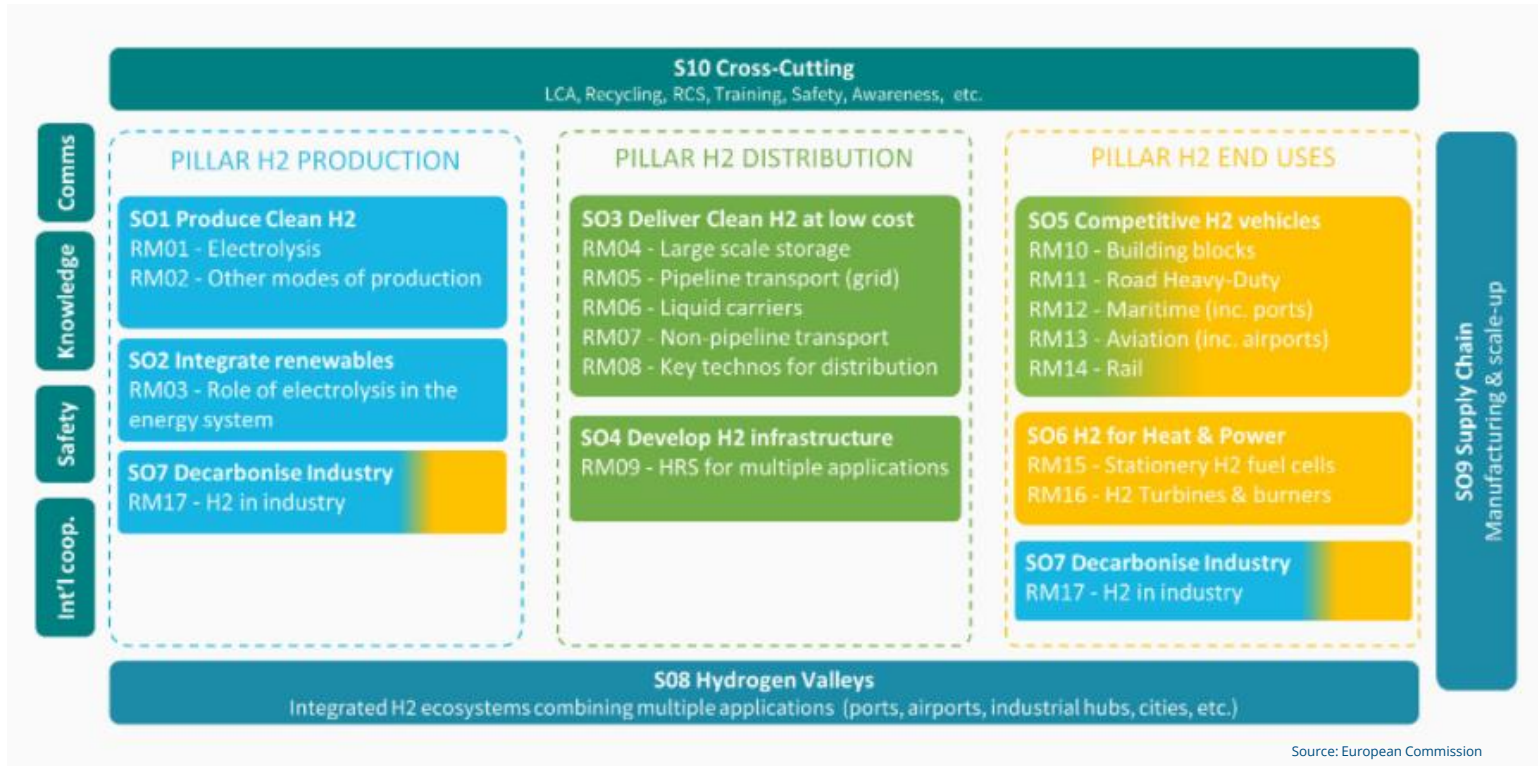 S10 Cross-Cutting
LCA, Recycling, RCS, Training, Safety, Awareness, etc.
Comms
Knowledge
Safety
Int'l coop.
PILLAR H2 PRODUCTION
SO1 Produce Clean H2
RM01 - Electrolysis
RM02 - Other modes of production
SO2 Integrate renewables
RM03 - Role of electrolysis in the
energy system
SO7 Decarbonise Industry
RM17 - H2 in industry
PILLAR H2 DISTRIBUTION
SO3 Deliver Clean H2 at low cost
RM04 - Large scale storage
RM05 - Pipeline transport (grid)
RM06 - Liquid carriers
RM07 - Non-pipeline transport
RM08 - Key technos for distribution
SO4 Develop H2 infrastructure
RM09 - HRS for multiple applications
PILLAR H2 END USES
SO5 Competitive H2 vehicles
RM10 - Building blocks
RM11 - Road Heavy-Duty
RM12 - Maritime (inc. ports)
RM13 - Aviation (inc. airports)
RM14 - Rail
SO6 H2 for Heat & Power
RM15 - Stationery H2 fuel cells
RM16 - H2 Turbines & burners
SO7 Decarbonise Industry
RM17 - H2 in industry
SO9 Supply Chain
Manufacturing & scale-up
S08 Hydrogen Valleys
Integrated H2 ecosystems combining multiple applications (ports, airports, industrial hubs, cities, etc.)
Source: European Commission